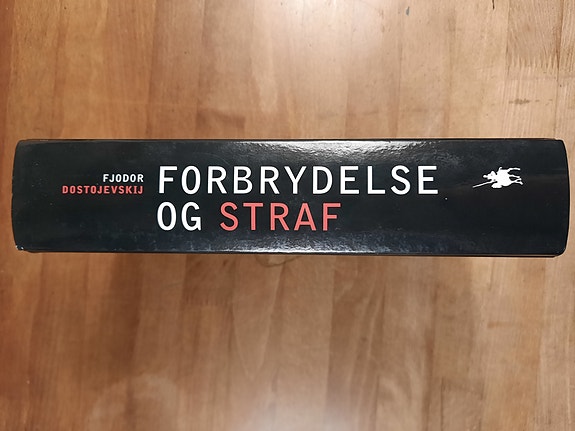 FJODOR
DOSTOJEVSKIJ
FORBRYDELSE
OG STRAF